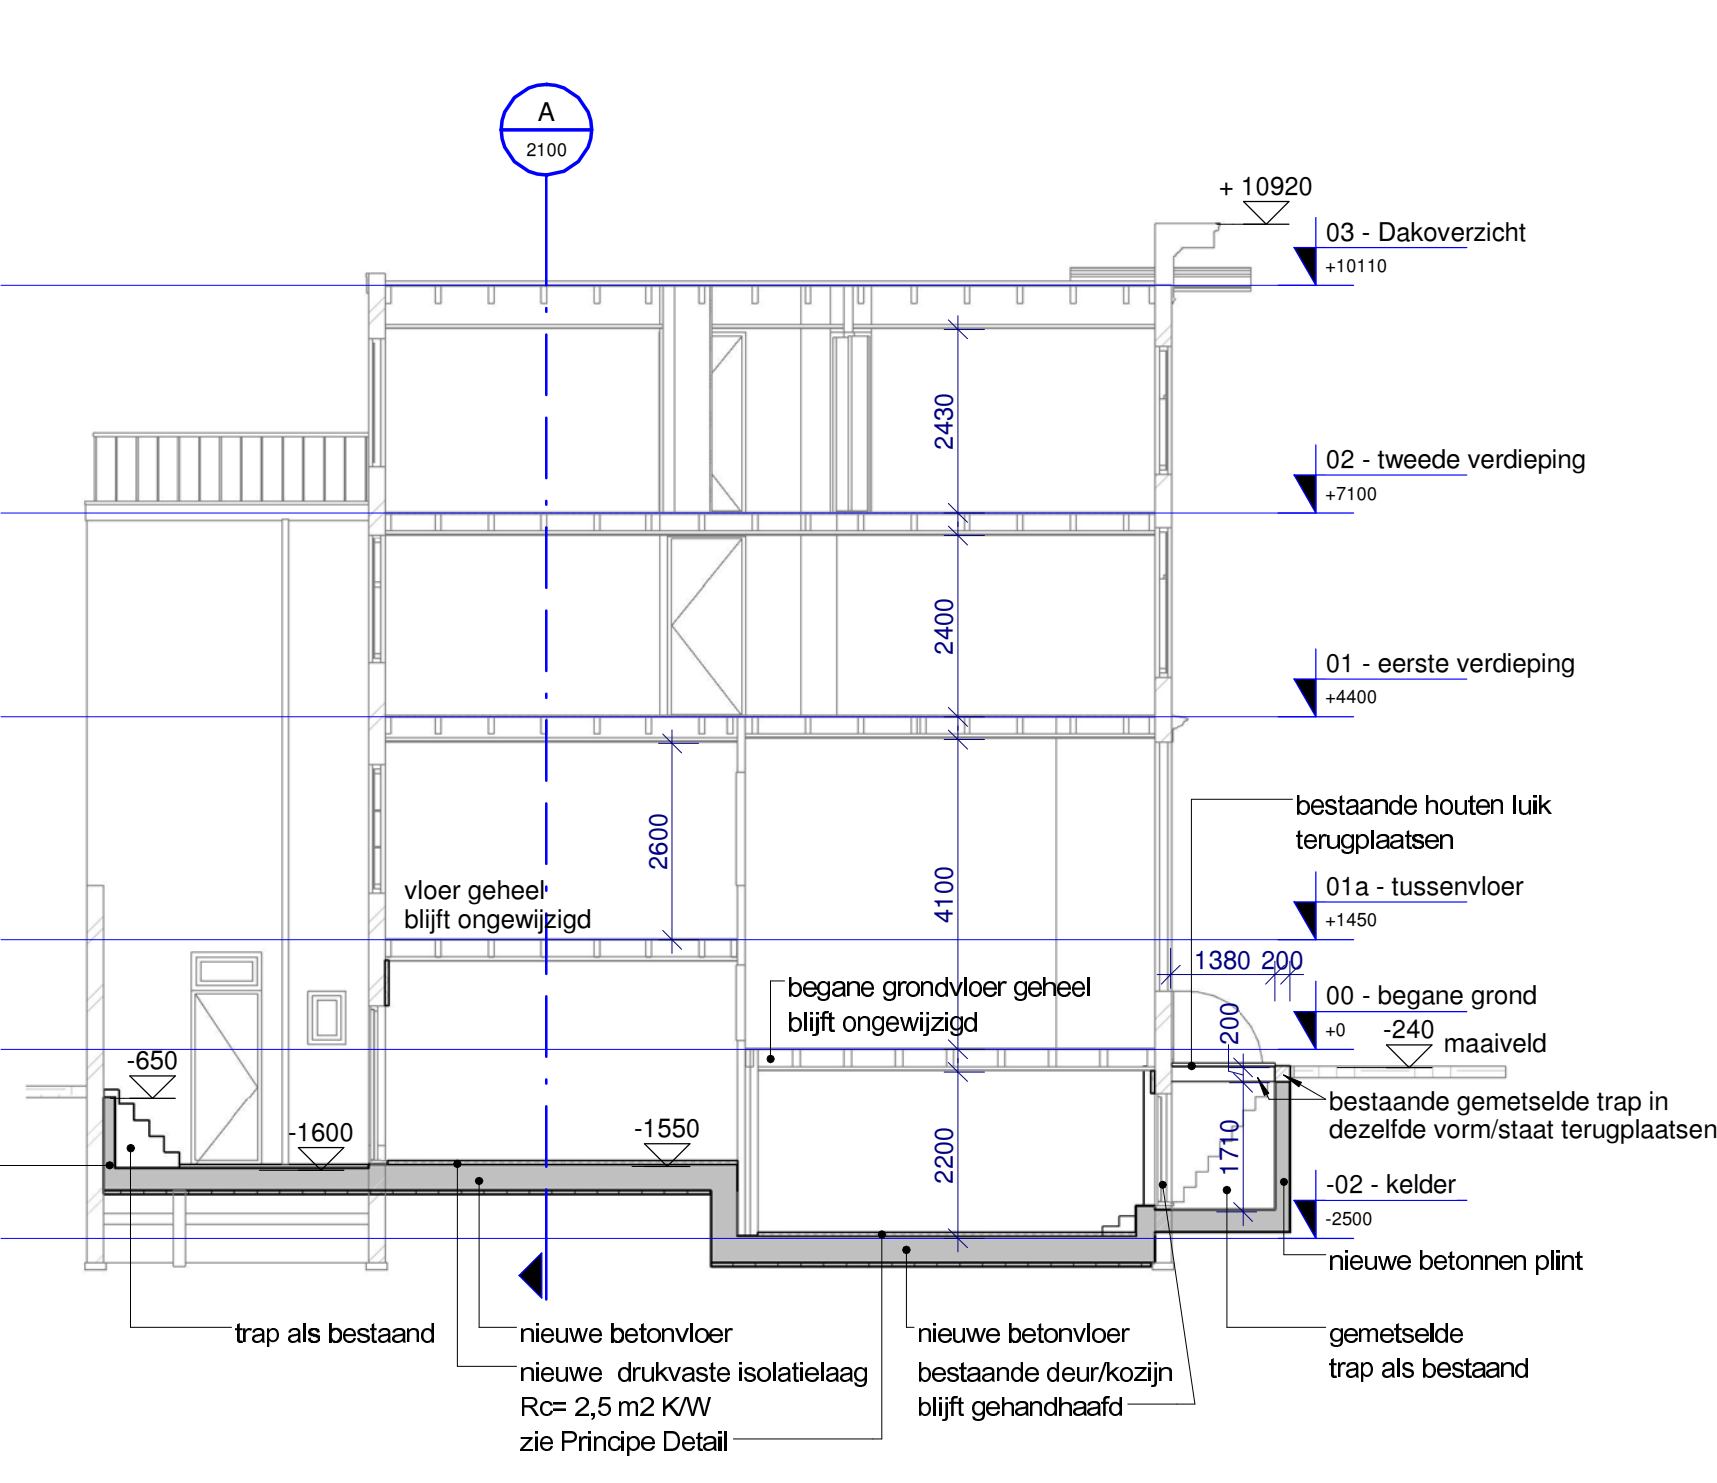 A
2100
+ 10920
03 - Dakoverzicht
+10110
2430
02 - tweede verdieping
+7100
2400
01 - eerste verdieping
+4400
bestaande houten luik
terugplaatsen
2600
4100
vloer geheel
blijft ongewijzigd
01a - tussenvloer
+1450
1380 200
begane grondvloer geheel
blijft ongewijzigd
00 - begane grond
+0
-240
maaiveld
200
-650
bestaande gemetselde trap in
dezelfde vorm/staat terugplaatsen
-1600
-1550
2200
1710
-02 - kelder
-2500
nieuwe betonnen plint
trap als bestaand
nieuwe betonvloer
nieuwe drukvaste isolatielaag
Rc= 2,5 m2 K/W
zie Principe Detail
nieuwe betonvloer
bestaande deur/kozijn
blijft gehandhaafd
gemetselde
trap als bestaand